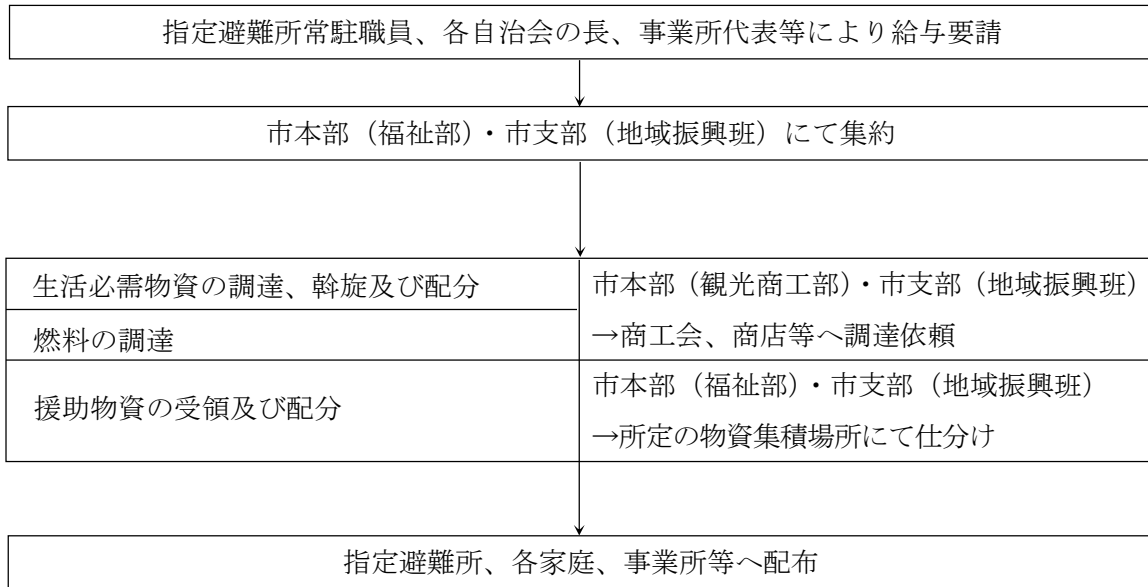 指定避難所常駐職員、各自治会の長、事業所代表等により給与要請
市本部（福祉部）・市支部（地域振興班）にて集約
生活必需物資の調達、斡旋及び配分
燃料の調達
市本部（観光商工部）・市支部（地域振興班）
→商工会、商店等へ調達依頼
援助物資の受領及び配分
市本部（福祉部）・市支部（地域振興班）
→所定の物資集積場所にて仕分け
指定避難所、各家庭、事業所等へ配布